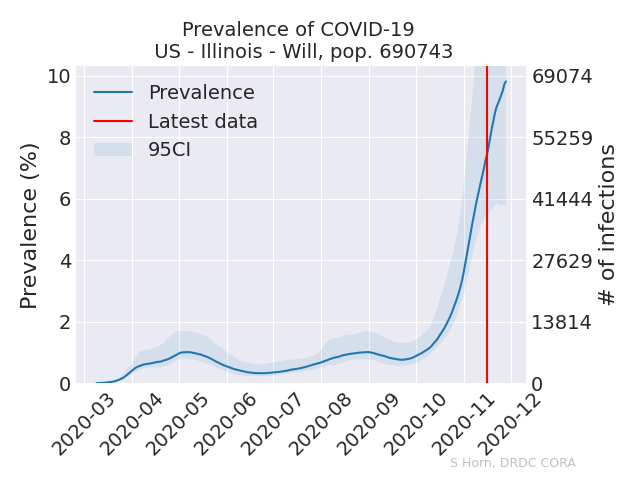 Prevalence of COVID-19
US - Illinois - Will, pop. 690743
Prevalence
Latest data
95CI
Prevalence (%)
10
8
6
4
2
0
69074
55259
41444
27629
13814
0
# of infections
2020-03
2020-04
2020-05
2020-06
2020-07
2020-08
2020-09
2020-10
2020-11
2020-12
S Horn, DRDC CORA